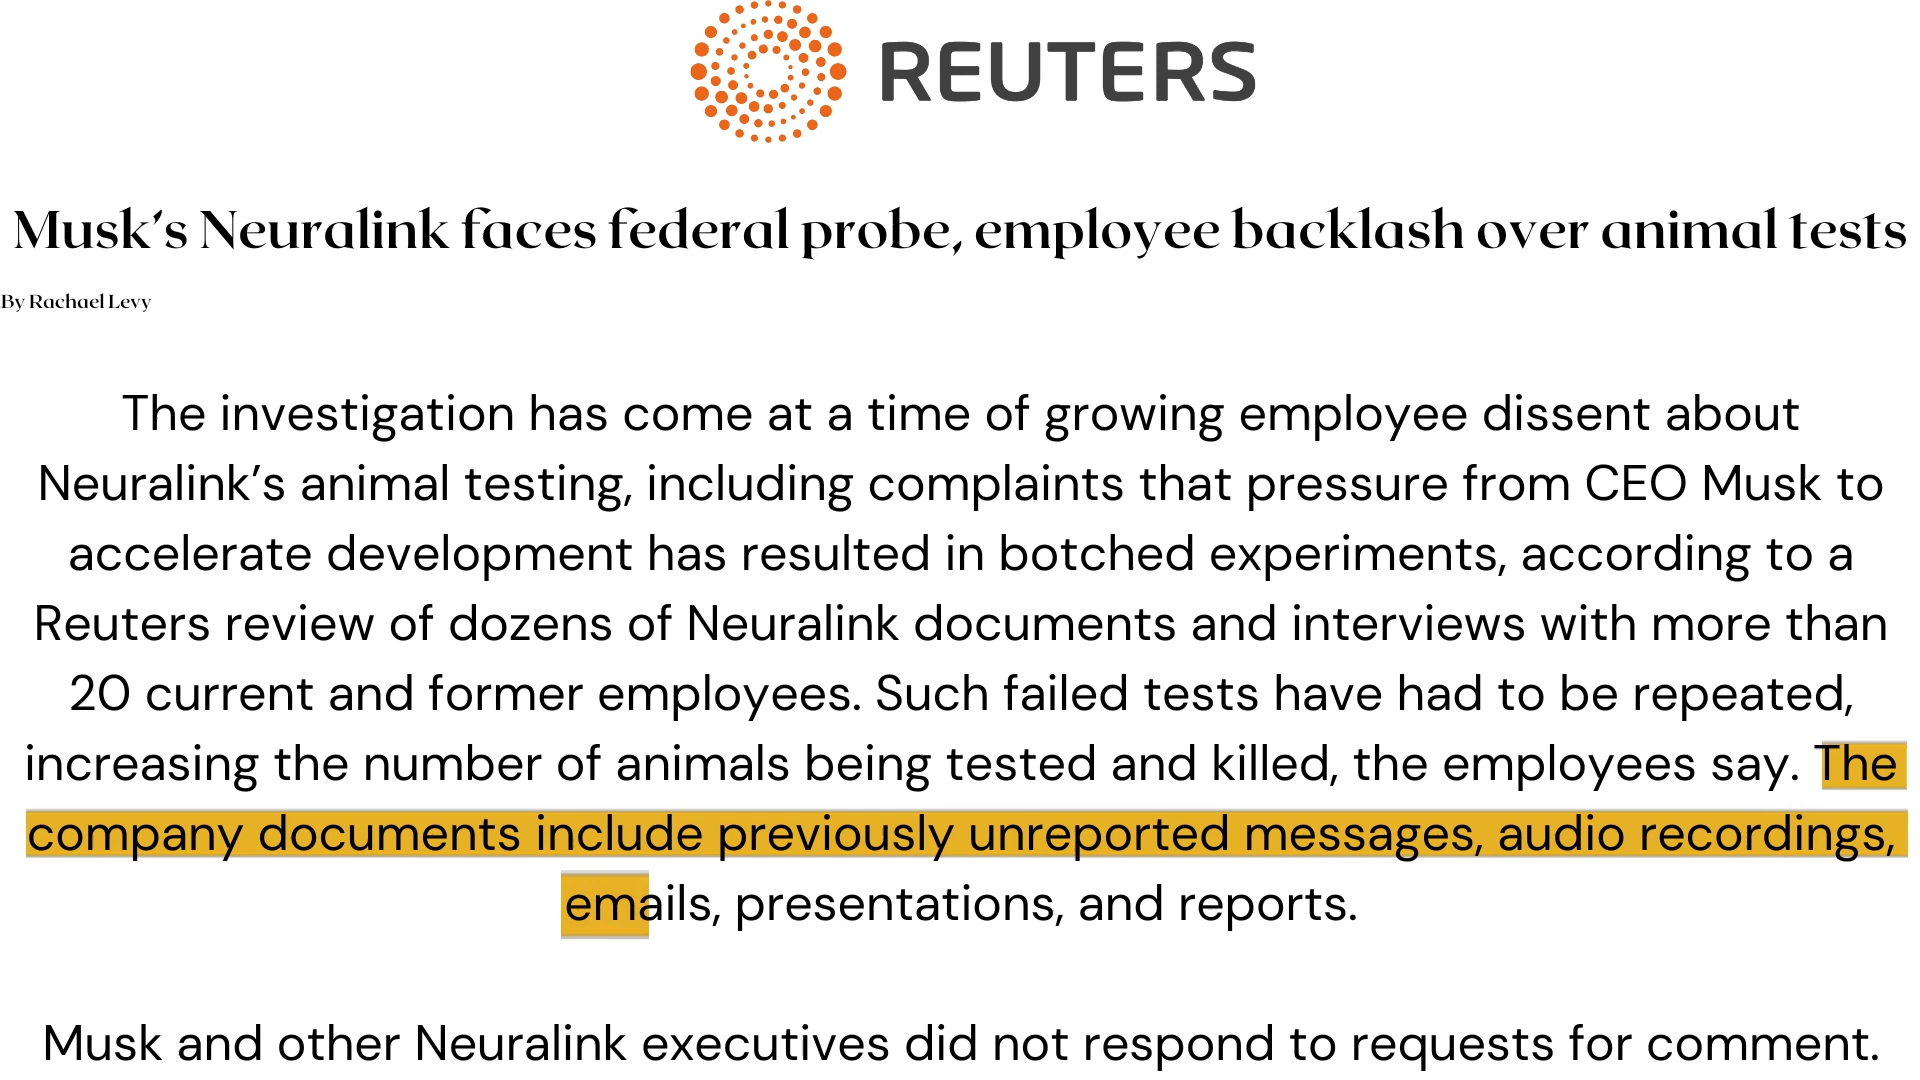 REUTERS
Musk’s Neuralink faces federal probe, employee backlash over animal tests
By Rachael Levy
The investigation has come at a time of growing employee dissent about
Neuralink’s animal testing, including complaints that pressure from CEO Musk to
accelerate development has resulted in botched experiments, according to a
Reuters review of dozens of Neuralink documents and interviews with more than
20 current and former employees. Such failed tests have had to be repeated,
increasing the number of animals being tested and killed, the employees say. The
company documents include previously unreported messages, audio recordings,
emails, presentations, and reports.
Musk and other Neuralink executives did not respond to requests for comment.